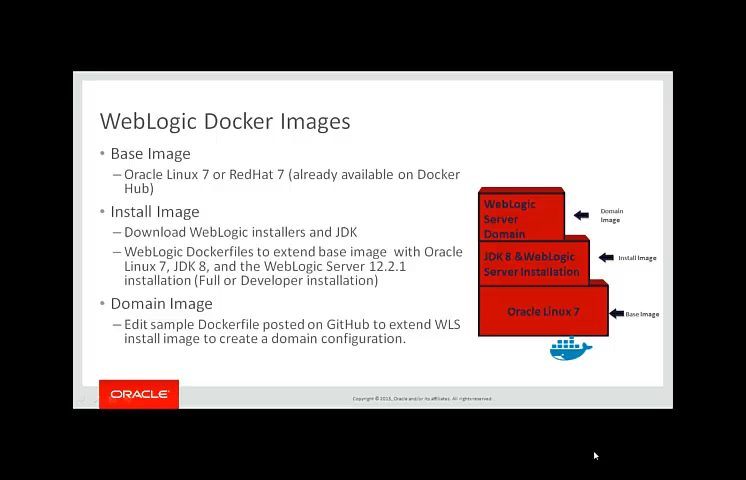 WebLogic Docker Images
• Base Image
– Oracle Linux 7 or RedHat 7 (already available on Docker
Hub)
• Install Image
– Download WebLogic installers and JDK
– WebLogic Dockerfiles to extend base image with Oracle
Linux 7, JDK 8, and the WebLogic Server 12.2.1
installation (Full or Developer installation)
• Domain Image
– Edit sample Dockerfile posted on GitHub to extend WLS
install image to create a domain configuration.
WebLogic
Server
Domain
Domain
Image
JDK 8 &WebLogic
Server Installation
Install Image
Oracle Linux 7
Base Image
ORACLE
Copyright © 2015, Oracle and/or its affiliates. All rights reserved.